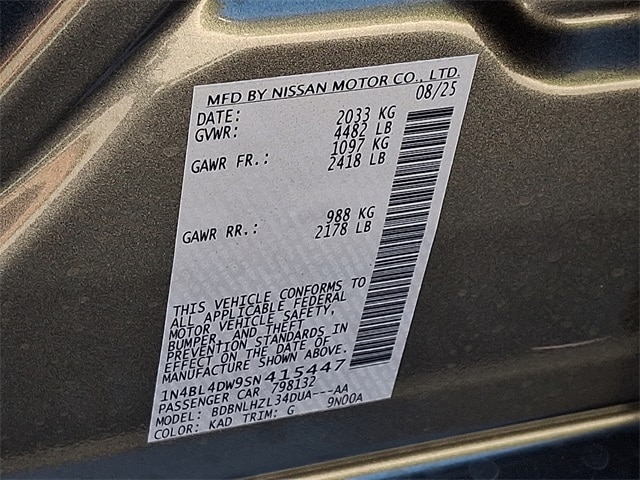 MFD BY NISSAN MOTOR CO., LTD.
DATE: 08/25
GVWR: 2033 KG
4482 LB
GAWR FR.: 1097 KG
2418 LB
GAWR RR.: 988 KG
2178 LB
THIS VEHICLE CONFORMS TO
ALL APPLICABLE FEDERAL
MOTOR VEHICLE SAFETY,
BUMPER, AND THEFT
PREVENTION STANDARDS IN
EFFECT ON THE DATE OF
MANUFACTURE SHOWN ABOVE.
1N4BL4DW9SN415447
PASSENGER CAR 798132
MODEL: BDBNLHZL34DUA---AA
COLOR: KAD TRIM: G 9N00A